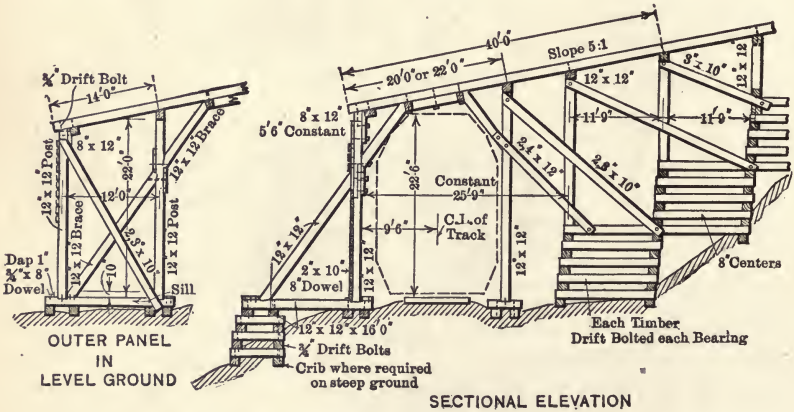 ¾" Drift Bolt
14'-0"
8" x 12"
22'-0"
12" x 12" Brace
12" x 12" Post
12" x 12" Brace
12'-0"
2, 3" x 10"
12" x 12" Post
Dap 1"
¾" x 8"
Dowel
10
Sill
OUTER PANEL
IN
LEVEL GROUND
40'-0"
20'0" or 22'0"
Slope 5:1
8" x 12"
5'6" Constant
12" x 12"
3" x 10"
12" x 12"
11'-9"
11'-9"
22'-6"
2, 4" x 12"
2, 3" x 10"
Constant
25'9"
9'6"
C.L. of
Track
12" x 12"
2" x 10"
8" Dowel
12" x 12"
12" x 12"
8" Centers
12" x 12" x 16'0"
¾" Drift Bolts
Crib where required
on steep ground
Each Timber
Drift Bolted each Bearing
SECTIONAL ELEVATION